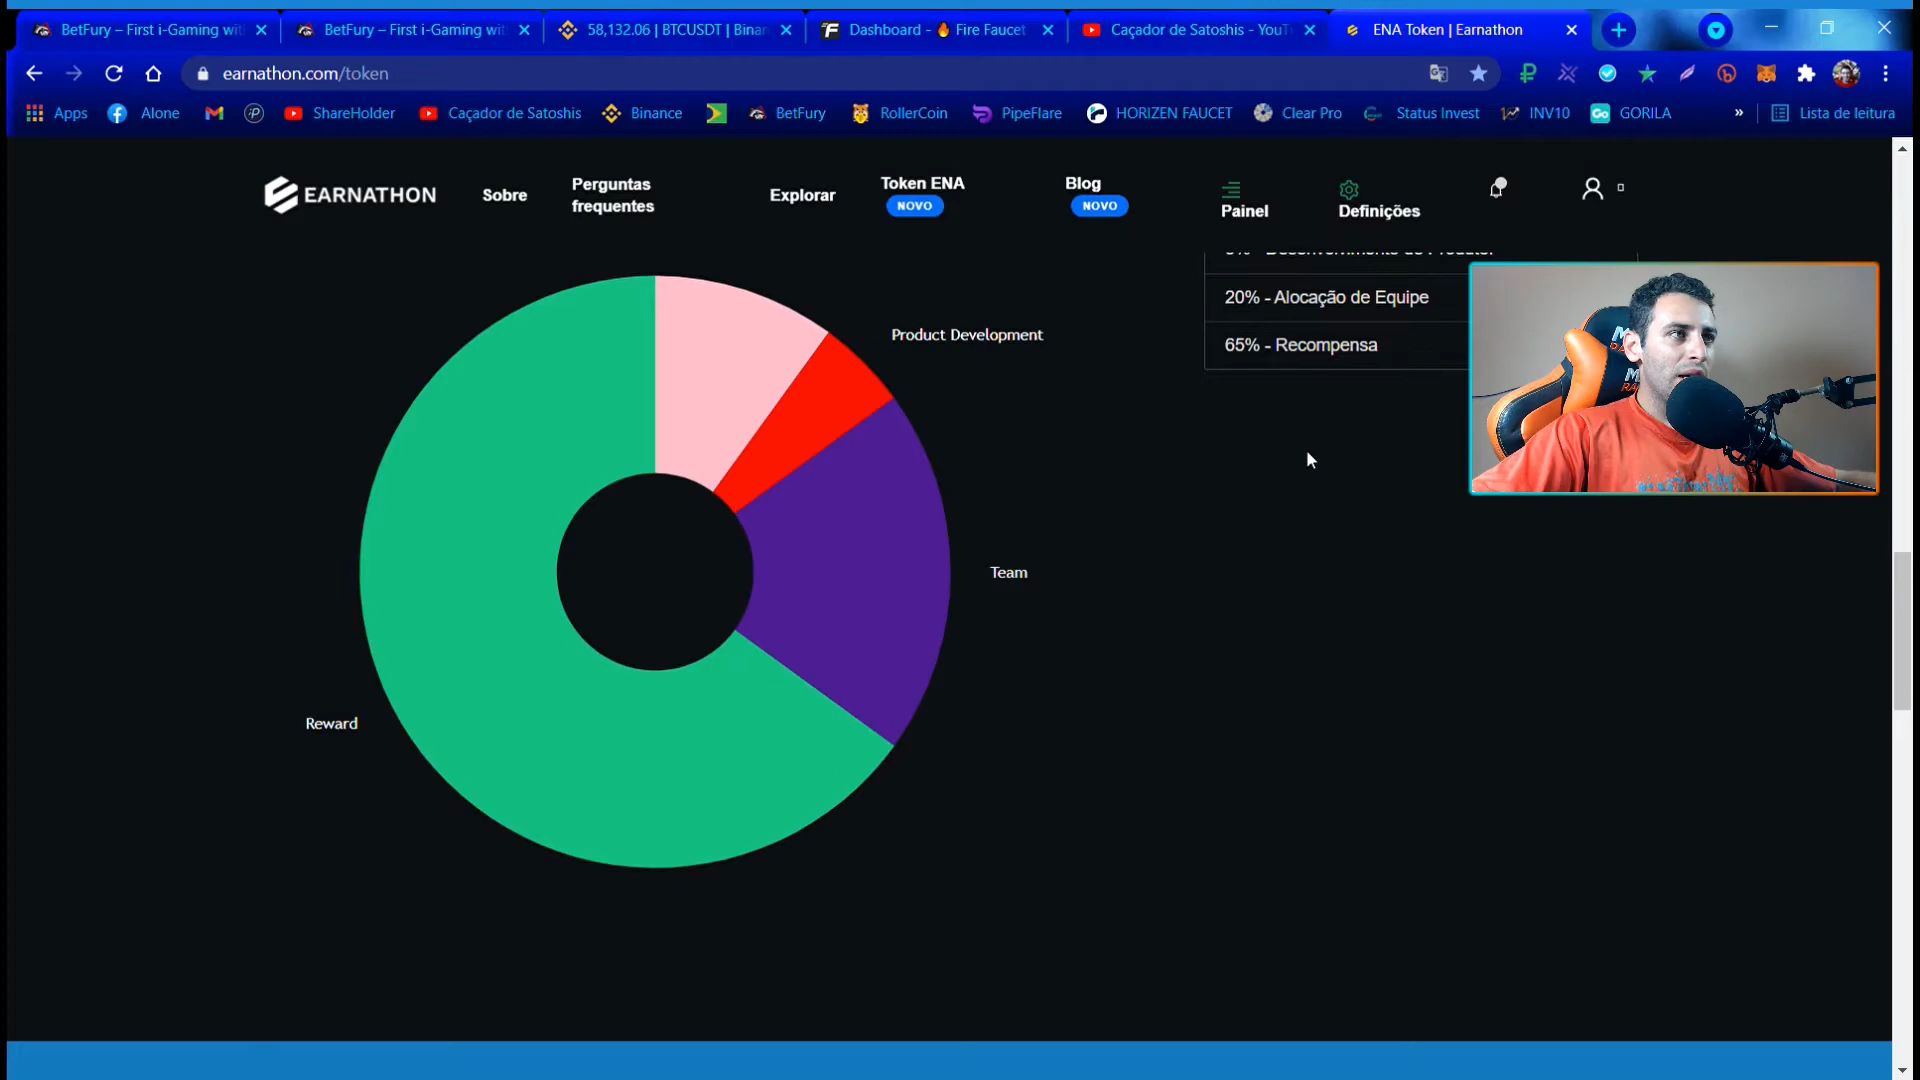 BetFury – First i-Gaming wit
BetFury – First i-Gaming wit
58,132.06 | BTCUSDT | Binan
Dashboard - 🔥 Fire Faucet
Caçador de Satoshis - YouT
ENA Token | Earnathon
earnathon.com/token
Apps
Alone
ShareHolder
Caçador de Satoshis
Binance
BetFury
RollerCoin
PipeFlare
HORIZEN FAUCET
Clear Pro
Status Invest
INV10
GORILA
»
Lista de leitura
EARNATHON
Sobre
Perguntas
frequentes
Explorar
Token ENA
NOVO
Blog
NOVO
Painel
Definições
20% - Alocação de Equipe
65% - Recompensa
Product Development
Team
Reward